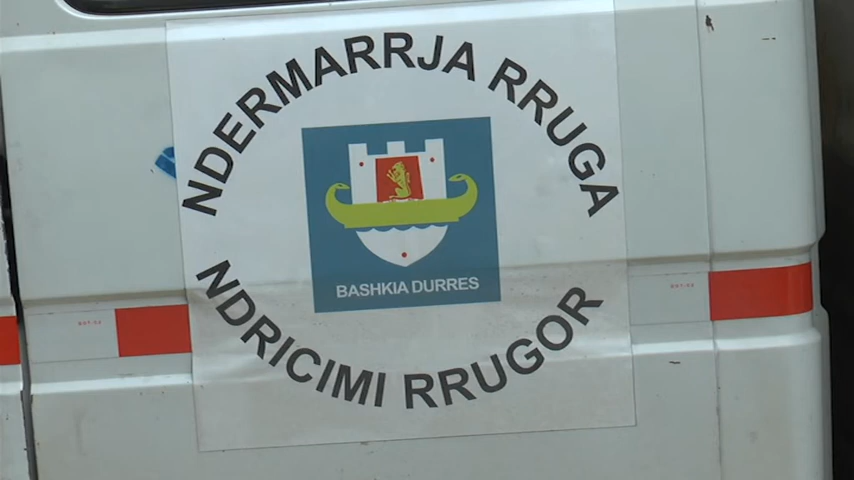 NDERMARRJA RRUGA
BASHKIA DURRES
NDRICIMI RRUGOR